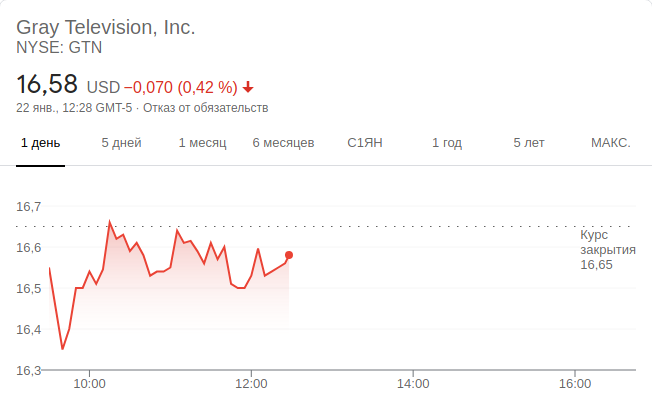 Gray Television, Inc.
NYSE: GTN
16,58 USD −0,070 (0,42 %)
22 янв., 12:28 GMT-5 · Отказ от обязательств
1 день 5 дней 1 месяц 6 месяцев С1ЯН 1 год 5 лет МАКС.
16,7
Курс
закрытия
16,65
16,6
16,5
16,4
16,3
10:00 12:00 14:00 16:00